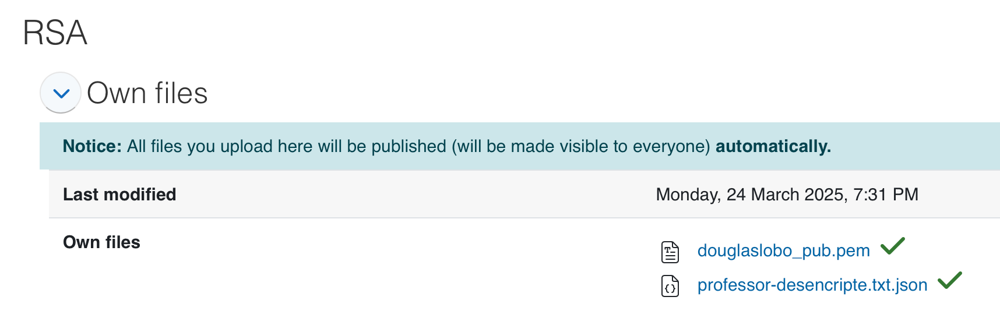 RSA
Own files
Notice: All files you upload here will be published (will be made visible to everyone) automatically.
Last modified Monday, 24 March 2025, 7:31 PM
Own files
douglaslobo_pub.pem
professor-desencripte.txt.json